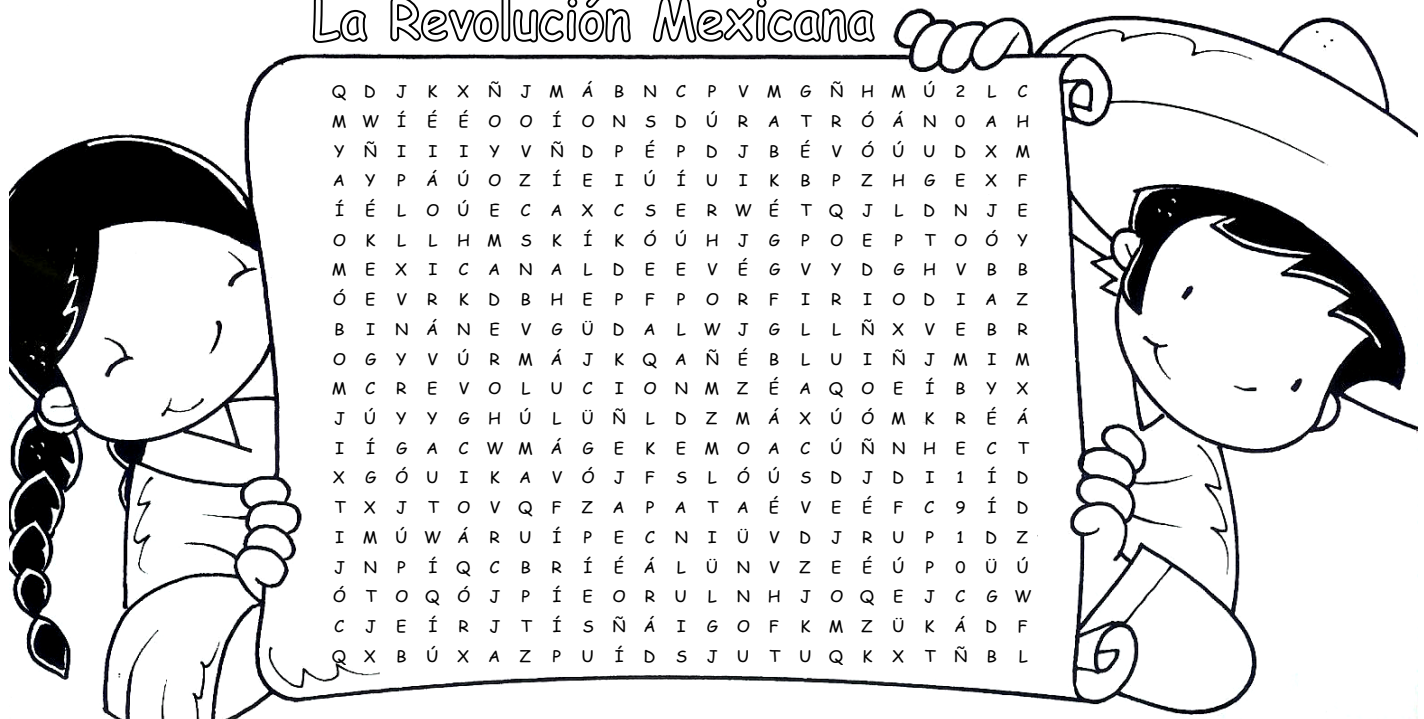 La Revolución Mexicana
Q D J K X Ñ J M Á B N C P V M G Ñ H M Ú 2 L C
M W Í É É O O Í O N S D Ú R A T R Ó Á N 0 A H
Y Ñ I I I Y V Ñ D P É P D J B É V Ó Ú U D X M
A Y P Á Ú O Z Í E I Ú Í U I K B P Z H G E X F
Í É L O Ú E C A X C S E R W É T Q J L D N J E
O K L L H M S K Í K Ó Ú H J G P O E P T O Ó Y
M E X I C A N A L D E E V É G V Y D G H V B B
Ó E V R K D B H E P F P O R F I R I O D I A Z
B I N Á N E V G Ü D A L W J G L L Ñ X V E B R
O G Y V Ú R M Á J K Q A Ñ É B L U I Ñ J M I M
M C R E V O L U C I O N M Z É A Q O E Í B Y X
J Ú Y Y G H Ú L Ü Ñ L D Z M Á X Ú Ó M K R É Á
I Í G A C W M Á G E K E M O A C Ú Ñ N H E C T
X G Ó U I K A V Ó J F S L Ó Ú S D J D I 1 Í D
T X J T O V Q F Z A P A T A É V E É F C 9 Í D
I M Ú W Á R U Í P E C N I Ü V D J R U P 1 D Z
J N P Í Q C B R Í É Á L Ü N V Z E É Ú P 0 Ü Ú
Ó T O Q Ó J P Í E O R U L N H J O Q E J C G W
C J E Í R J T Í S Ñ Á I G O F K M Z Ü K Á D F
Q X B Ú X A Z P U Í D S J U T U Q K X T Ñ B L